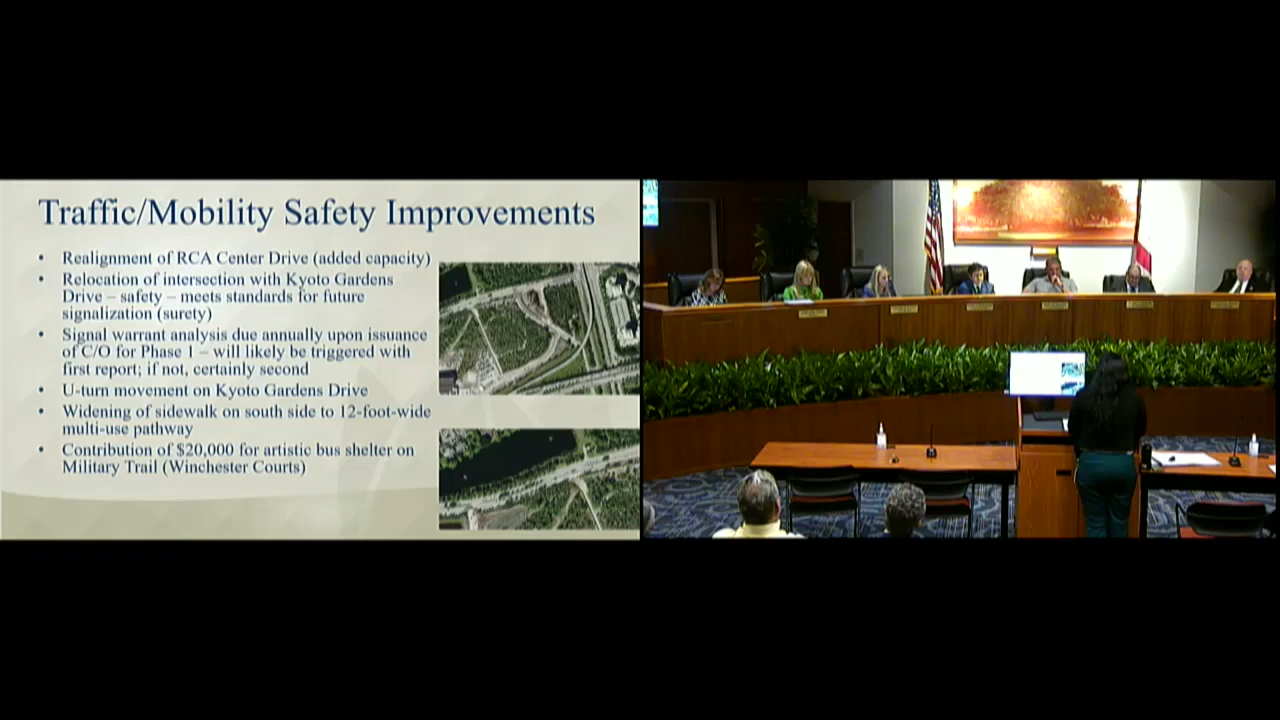 Traffic/Mobility Safety Improvements
• Realignment of RCA Center Drive (added capacity)
• Relocation of intersection with Kyoto Gardens
Drive – safety – meets standards for future
signalization (surety)
• Signal warrant analysis due annually upon issuance
of C/O for Phase 1 – will likely be triggered with
first report; if not, certainly second
• U-turn movement on Kyoto Gardens Drive
• Widening of sidewalk on south side to 12-foot-wide
multi-use pathway
• Contribution of $20,000 for artistic bus shelter on
Military Trail (Winchester Courts)